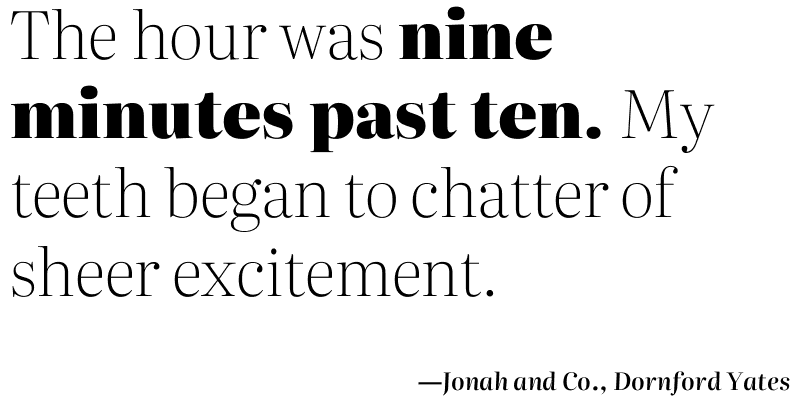 The hour was nine
minutes past ten. My
teeth began to chatter of
sheer excitement.
—Jonah and Co., Dornford Yates